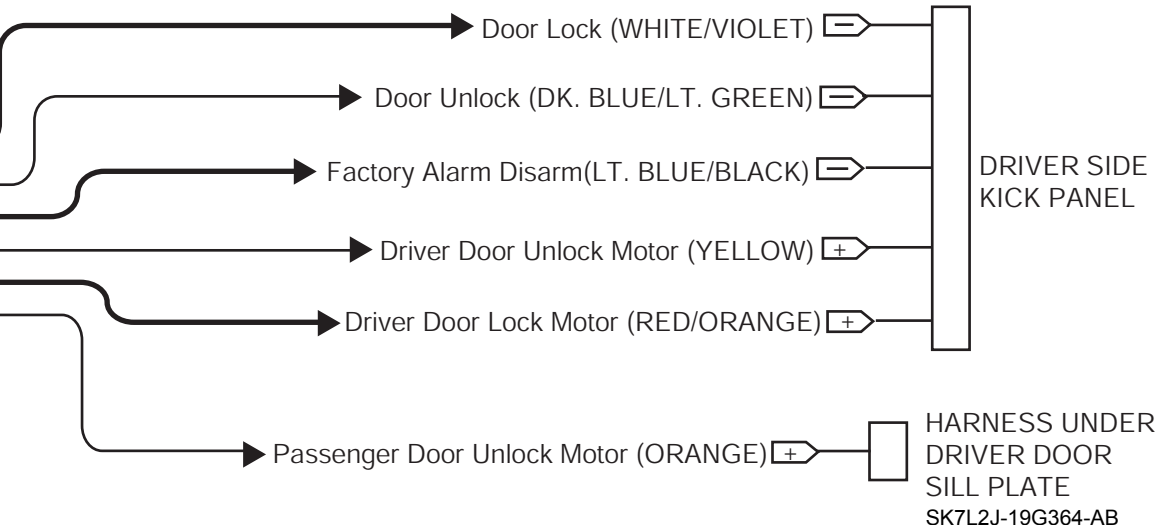 Door Lock (WHITE/VIOLET) −
Door Unlock (DK. BLUE/LT. GREEN) −
Factory Alarm Disarm(LT. BLUE/BLACK) −
DRIVER SIDE
KICK PANEL
Driver Door Unlock Motor (YELLOW) +
Driver Door Lock Motor (RED/ORANGE) +
Passenger Door Unlock Motor (ORANGE) +
HARNESS UNDER
DRIVER DOOR
SILL PLATE
SK7L2J-19G364-AB